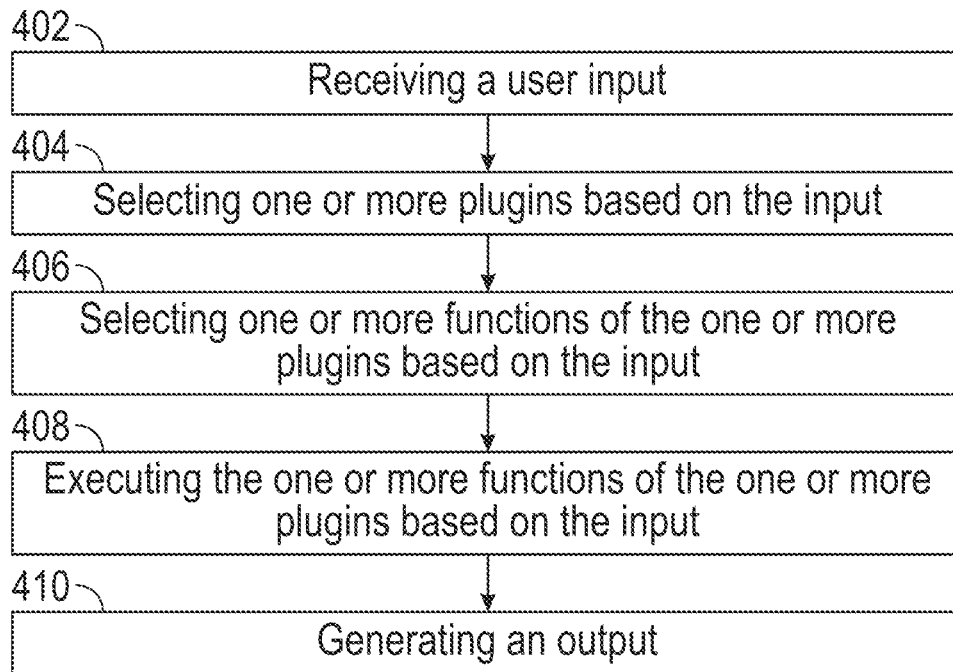 402
Receiving a user input
404
Selecting one or more plugins based on the input
406
Selecting one or more functions of the one or more
plugins based on the input
408
Executing the one or more functions of the one or more
plugins based on the input
410
Generating an output